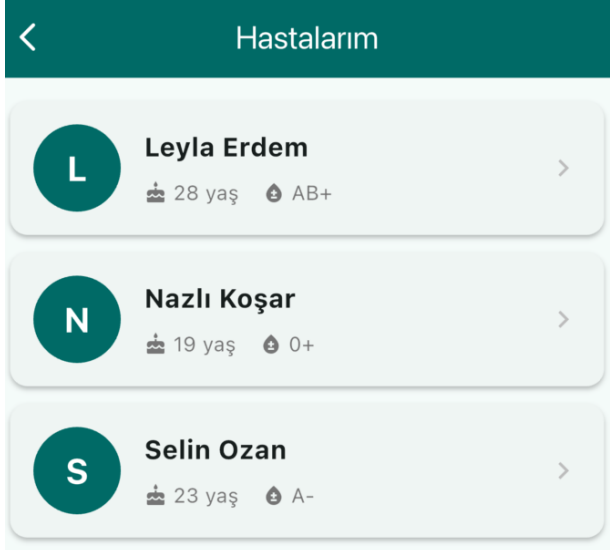 Hastalarım
L
Leyla Erdem
28 yaş AB+
N
Nazlı Koşar
19 yaş 0+
S
Selin Ozan
23 yaş A-